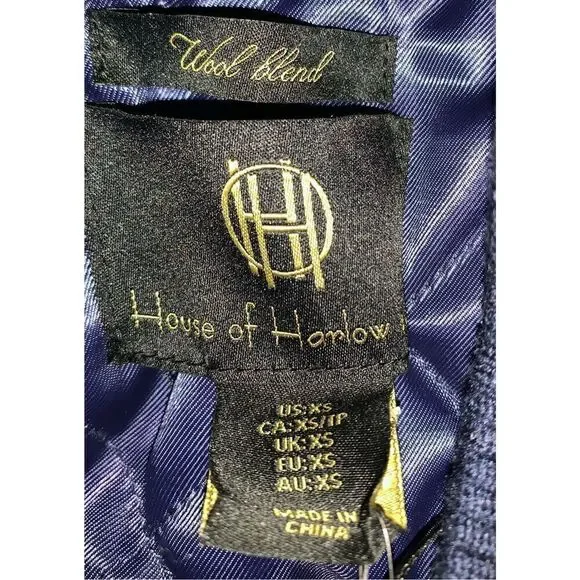 Wool blend
House of Harlow
US:XS
CA:XS/TP
UK:XS
EU:XS
AU:XS
MADE IN
CHINA